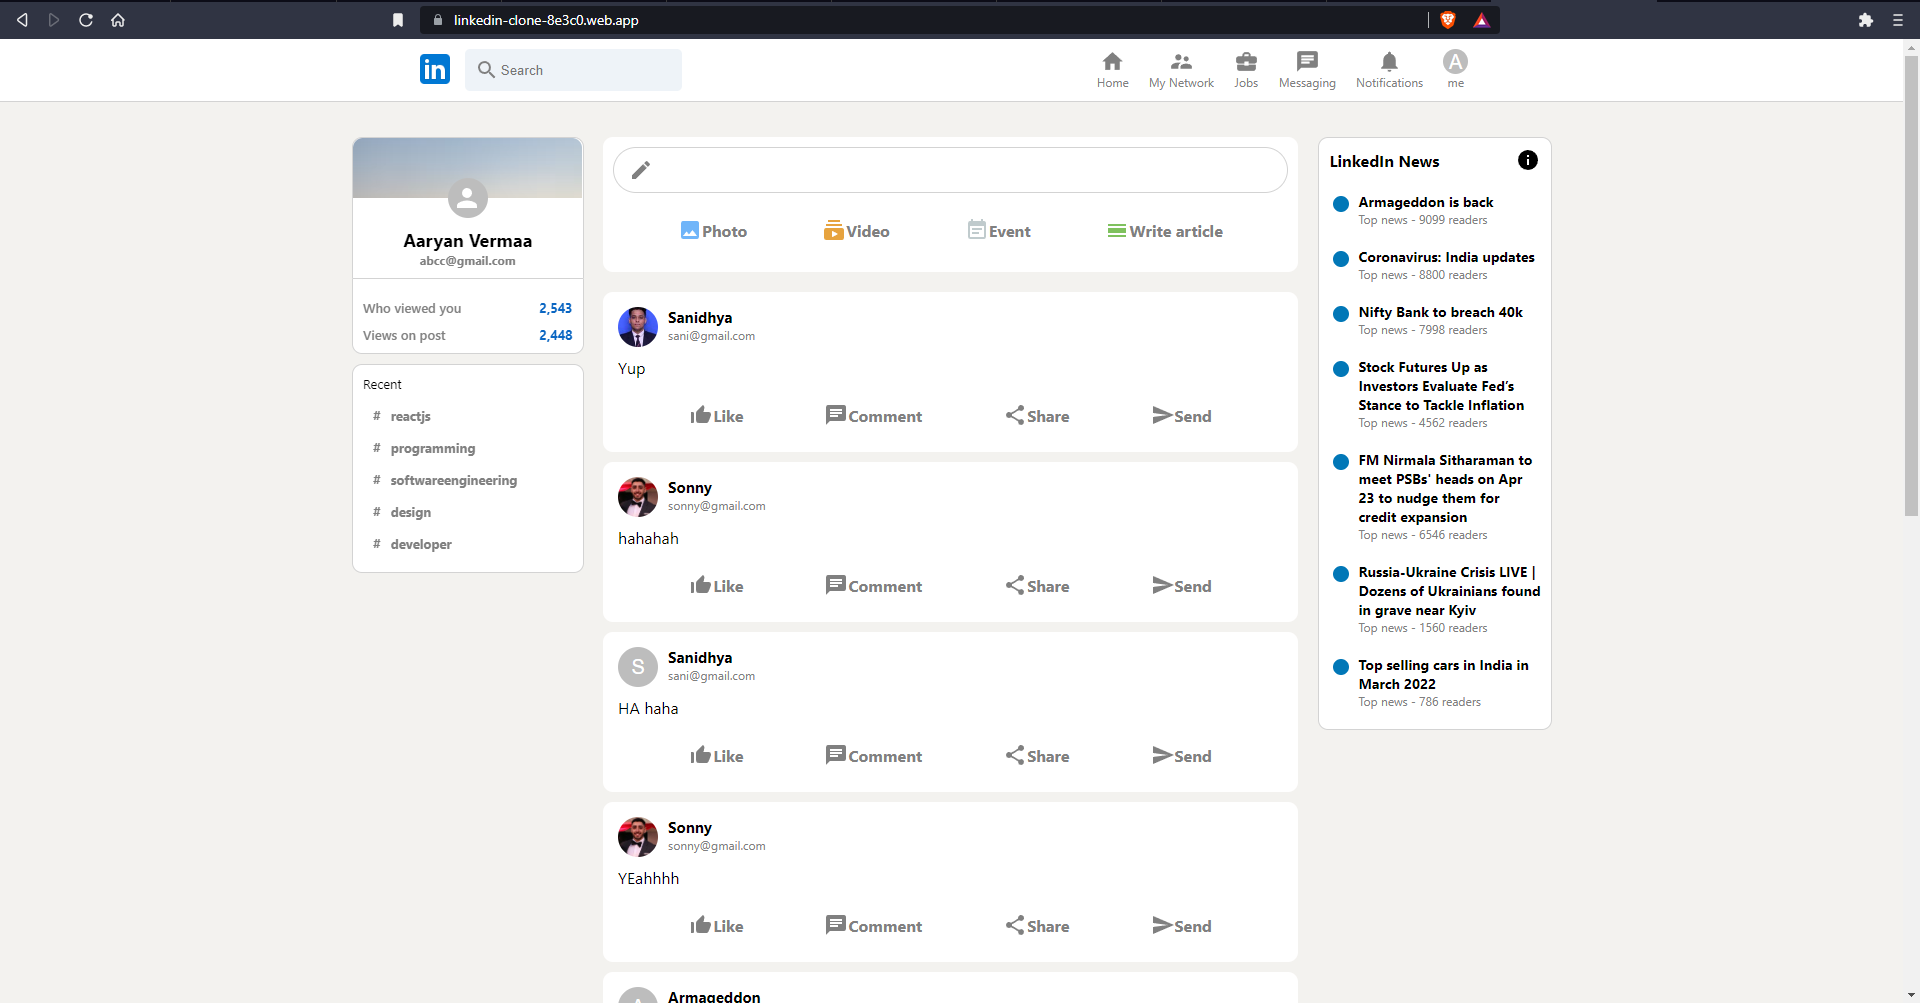 linkedin-clone-8e3c0.web.app
in
Search
Home
My Network
Jobs
Messaging
Notifications
A
me
Aaryan Vermaa
abcc@gmail.com
Who viewed you 2,543
Views on post 2,448
Recent
# reactjs
# programming
# softwareengineering
# design
# developer
Photo
Video
Event
Write article
Sanidhya
sani@gmail.com
Yup
Like Comment Share Send
Sonny
sonny@gmail.com
hahahah
Like Comment Share Send
S
Sanidhya
sani@gmail.com
HA haha
Like Comment Share Send
Sonny
sonny@gmail.com
YEahhhh
Like Comment Share Send
Armageddon
LinkedIn News
Armageddon is back
Top news - 9099 readers
Coronavirus: India updates
Top news - 8800 readers
Nifty Bank to breach 40k
Top news - 7998 readers
Stock Futures Up as
Investors Evaluate Fed’s
Stance to Tackle Inflation
Top news - 4562 readers
FM Nirmala Sitharaman to
meet PSBs' heads on Apr
23 to nudge them for
credit expansion
Top news - 6546 readers
Russia-Ukraine Crisis LIVE |
Dozens of Ukrainians found
in grave near Kyiv
Top news - 1560 readers
Top selling cars in India in
March 2022
Top news - 786 readers